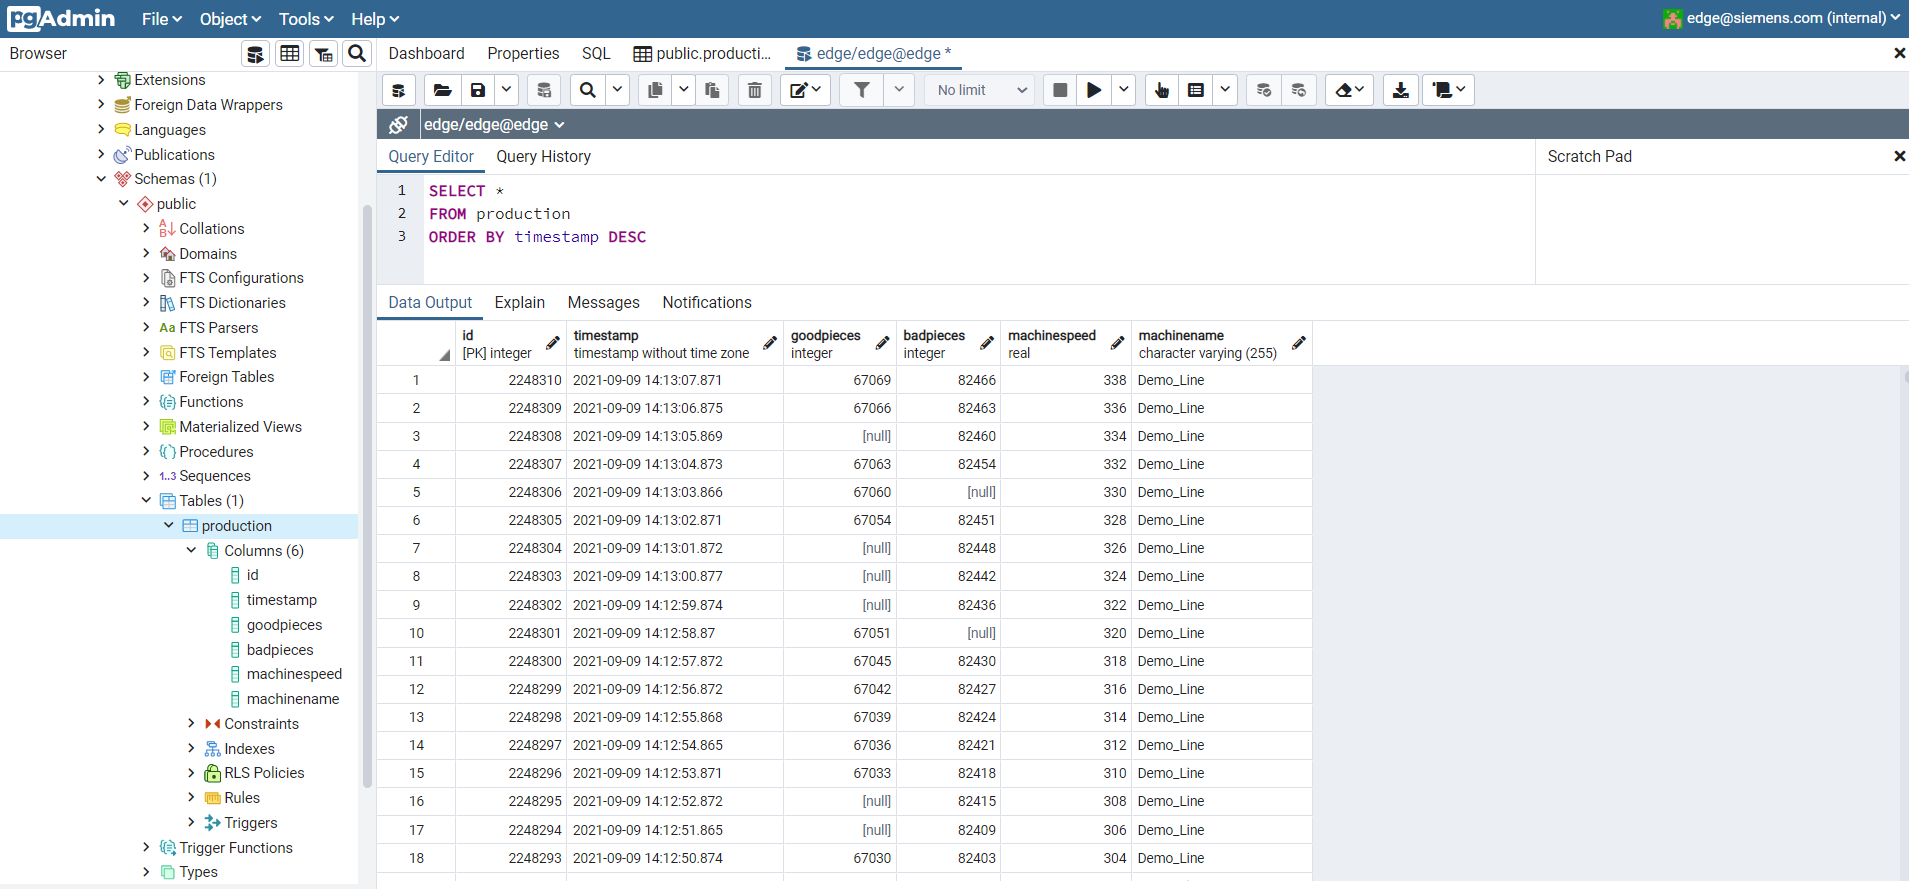 pgAdmin File Object Tools Help edge@siemens.com (internal)
Browser
Dashboard Properties SQL public.producti... edge/edge@edge *
No limit
edge/edge@edge
Query Editor Query History
Scratch Pad
1 SELECT *
2 FROM production
3 ORDER BY timestamp DESC
Extensions
Foreign Data Wrappers
Languages
Publications
Schemas (1)
public
Collations
Domains
FTS Configurations
FTS Dictionaries
Aa FTS Parsers
FTS Templates
Foreign Tables
Functions
Materialized Views
Procedures
1..3 Sequences
Tables (1)
production
Columns (6)
id
timestamp
goodpieces
badpieces
machinespeed
machinename
Constraints
Indexes
RLS Policies
Rules
Triggers
Trigger Functions
Types
Data Output Explain Messages Notifications
id timestamp goodpieces badpieces machinespeed machinename
[PK] integer timestamp without time zone integer integer real character varying (255)
1 2248310 2021-09-09 14:13:07.871 67069 82466 338 Demo_Line
2 2248309 2021-09-09 14:13:06.875 67066 82463 336 Demo_Line
3 2248308 2021-09-09 14:13:05.869 [null] 82460 334 Demo_Line
4 2248307 2021-09-09 14:13:04.873 67063 82454 332 Demo_Line
5 2248306 2021-09-09 14:13:03.866 67060 [null] 330 Demo_Line
6 2248305 2021-09-09 14:13:02.871 67054 82451 328 Demo_Line
7 2248304 2021-09-09 14:13:01.872 [null] 82448 326 Demo_Line
8 2248303 2021-09-09 14:13:00.877 [null] 82442 324 Demo_Line
9 2248302 2021-09-09 14:12:59.874 [null] 82436 322 Demo_Line
10 2248301 2021-09-09 14:12:58.87 67051 [null] 320 Demo_Line
11 2248300 2021-09-09 14:12:57.872 67045 82430 318 Demo_Line
12 2248299 2021-09-09 14:12:56.872 67042 82427 316 Demo_Line
13 2248298 2021-09-09 14:12:55.868 67039 82424 314 Demo_Line
14 2248297 2021-09-09 14:12:54.865 67036 82421 312 Demo_Line
15 2248296 2021-09-09 14:12:53.871 67033 82418 310 Demo_Line
16 2248295 2021-09-09 14:12:52.872 [null] 82415 308 Demo_Line
17 2248294 2021-09-09 14:12:51.865 [null] 82409 306 Demo_Line
18 2248293 2021-09-09 14:12:50.874 67030 82403 304 Demo_Line